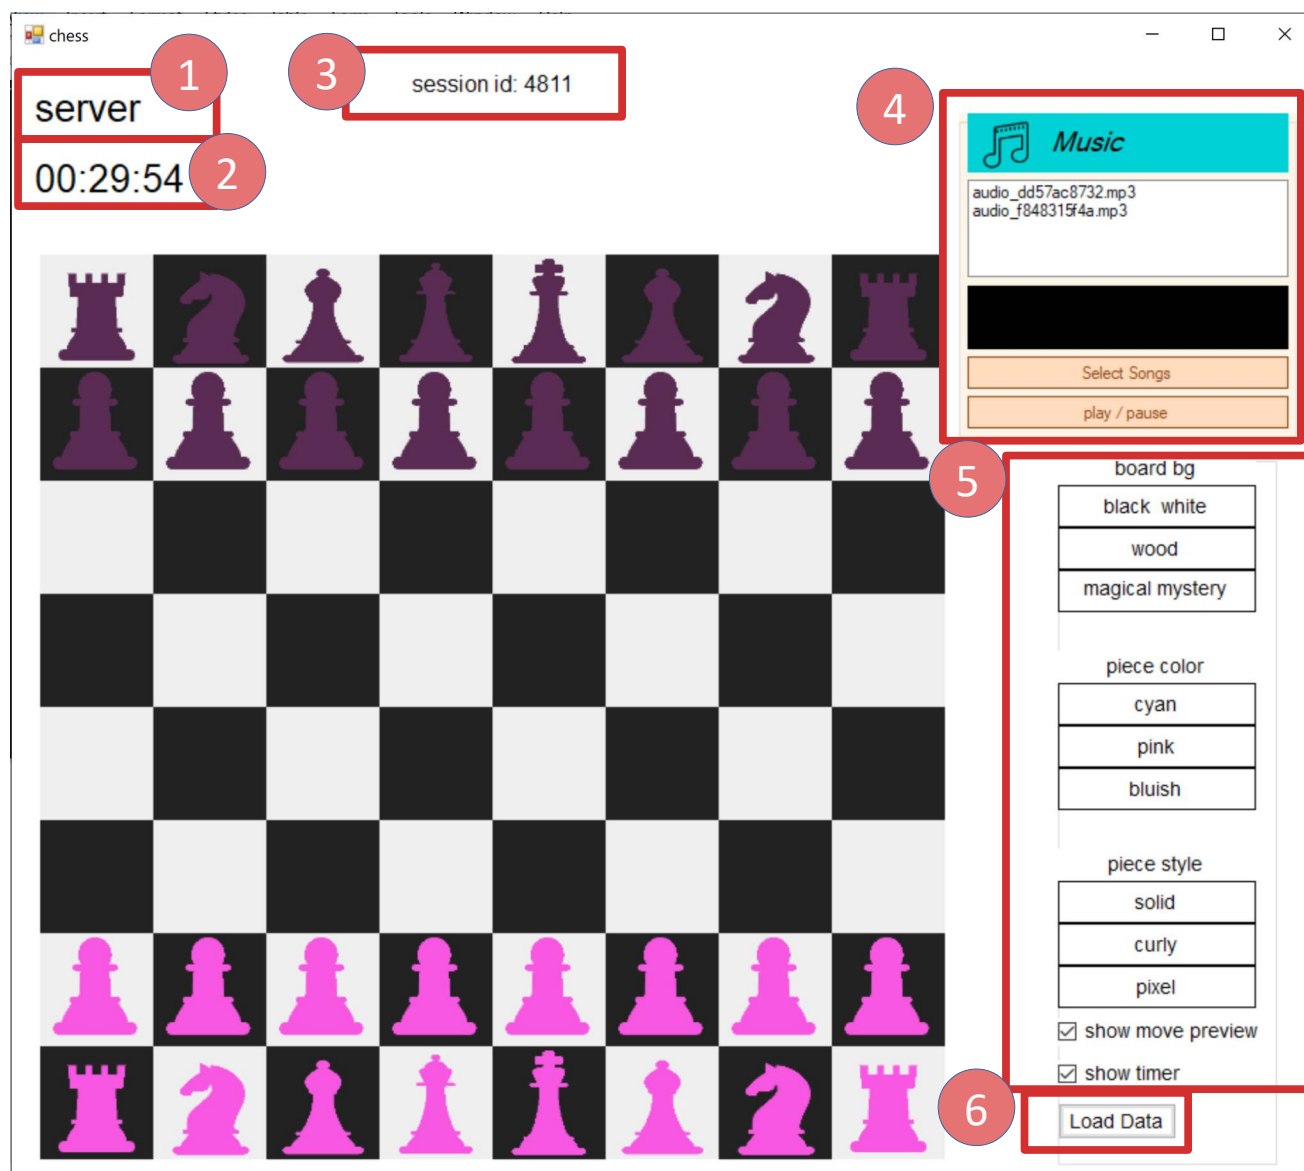 chess
1
server
3
session id: 4811
2
00:29:54
4
Music
audio_dd57ac8732.mp3
audio_f848315f4a.mp3
Select Songs
play / pause
5
board bg
black white
wood
magical mystery
piece color
cyan
pink
bluish
piece style
solid
curly
pixel
show move preview
show timer
6
Load Data